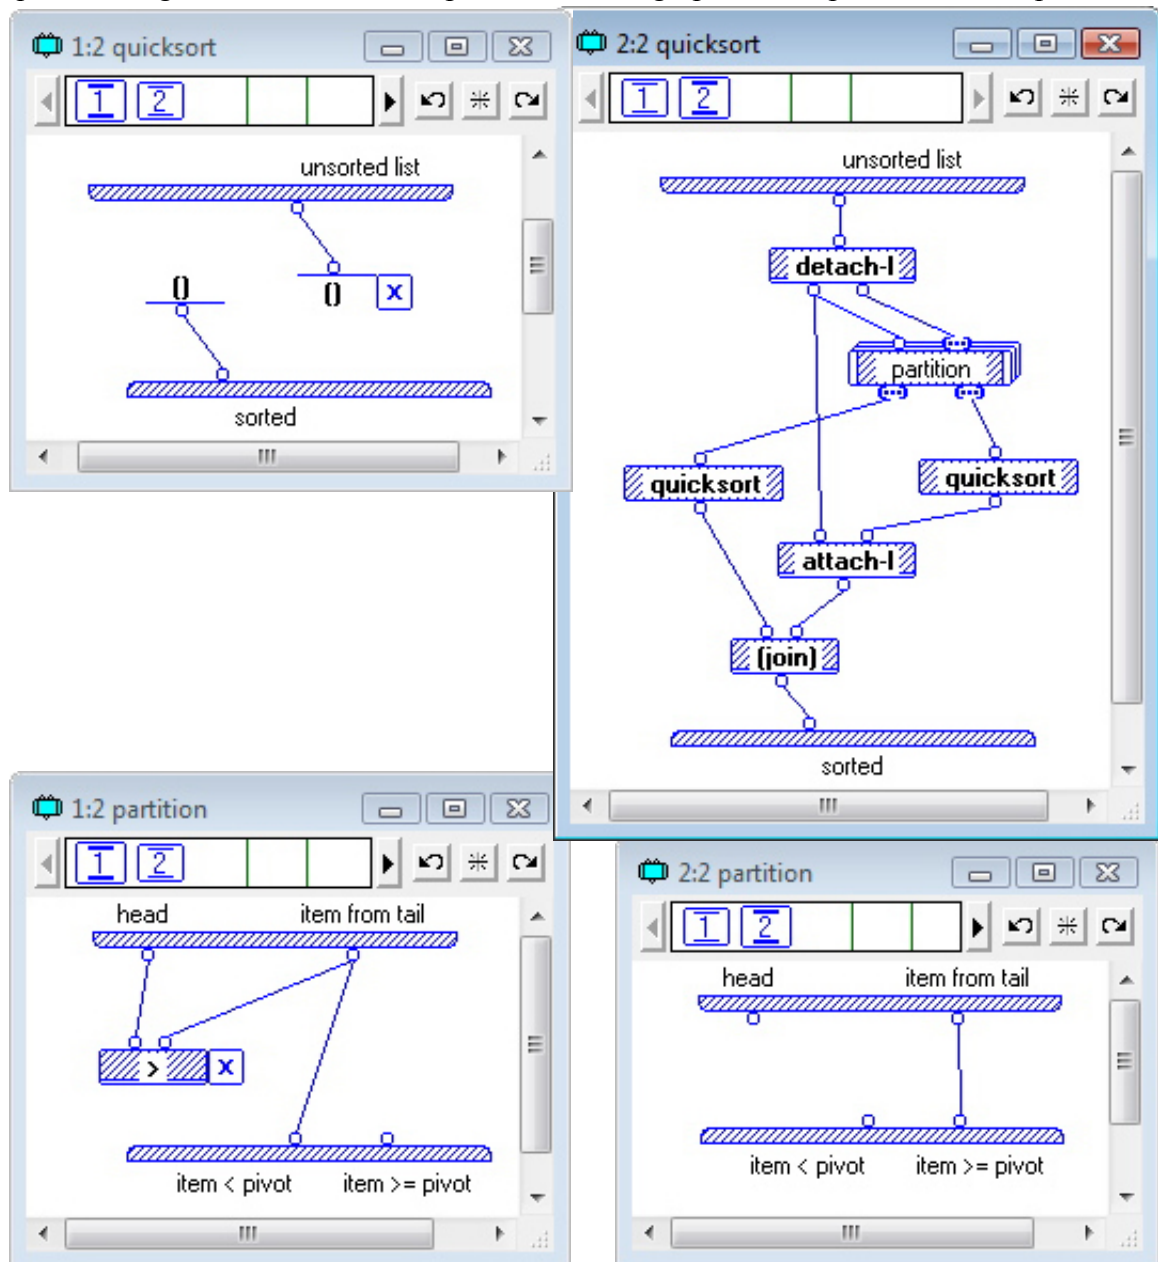 1:2 quicksort
1 2
unsorted list
()
() x
sorted
2:2 quicksort
1 2
unsorted list
detach-l
partition
quicksort
quicksort
attach-l
(join)
sorted
1:2 partition
1 2
head item from tail
> x
item < pivot item >= pivot
2:2 partition
1 2
head item from tail
item < pivot item >= pivot